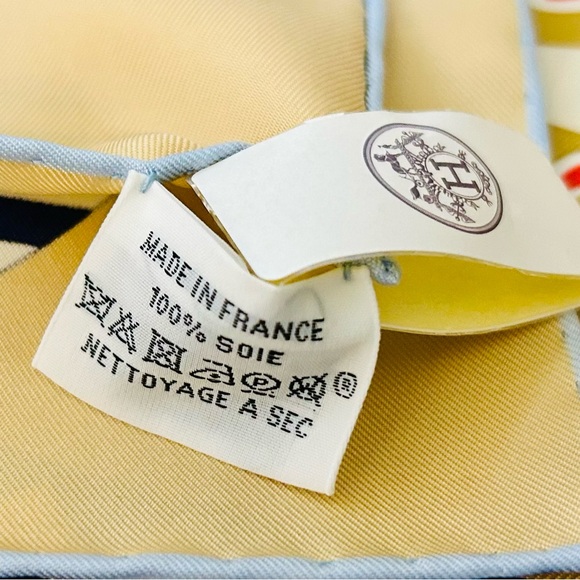 H
MADE IN FRANCE
100% SOIE
P
NETTOYAGE A SEC